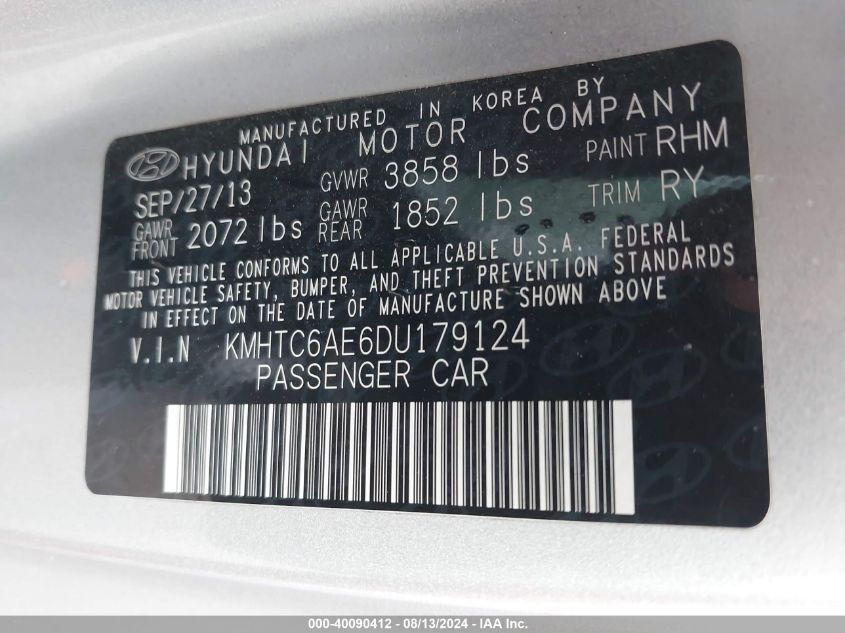 MANUFACTURED IN KOREA BY
HYUNDAI MOTOR COMPANY
SEP/27/13 GVWR 3858 lbs PAINT RHM
GAWR FRONT 2072 lbs GAWR REAR 1852 lbs TRIM RY
THIS VEHICLE CONFORMS TO ALL APPLICABLE U.S.A. FEDERAL
MOTOR VEHICLE SAFETY, BUMPER, AND THEFT PREVENTION STANDARDS
IN EFFECT ON THE DATE OF MANUFACTURE SHOWN ABOVE
V.I.N KMHTC6AE6DU179124
PASSENGER CAR
000-40090412 - 08/13/2024 - IAA Inc.